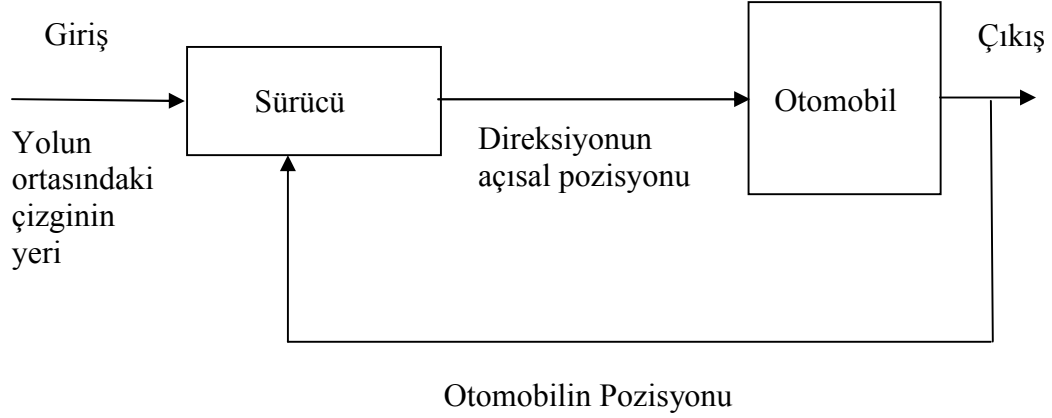 Giriş
Çıkış
Sürücü
Otomobil
Yolun
ortasındaki
çizginin
yeri
Direksiyonun
açısal pozisyonu
Otomobilin Pozisyonu